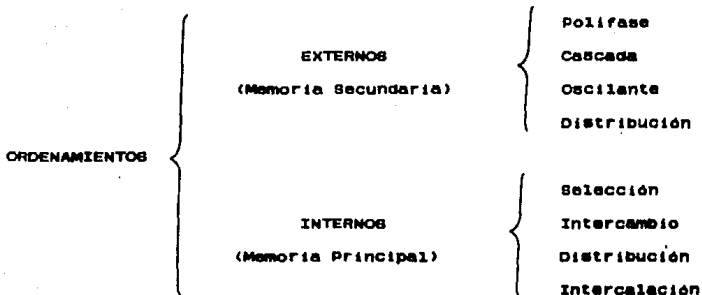 Polifase
EXTERNOS
Cascada
(Memoria Secundaria)
Oscilante
Distribución
ORDENAMIENTOS
Selección
INTERNOS
Intercambio
(Memoria Principal)
Distribución
Intercalación